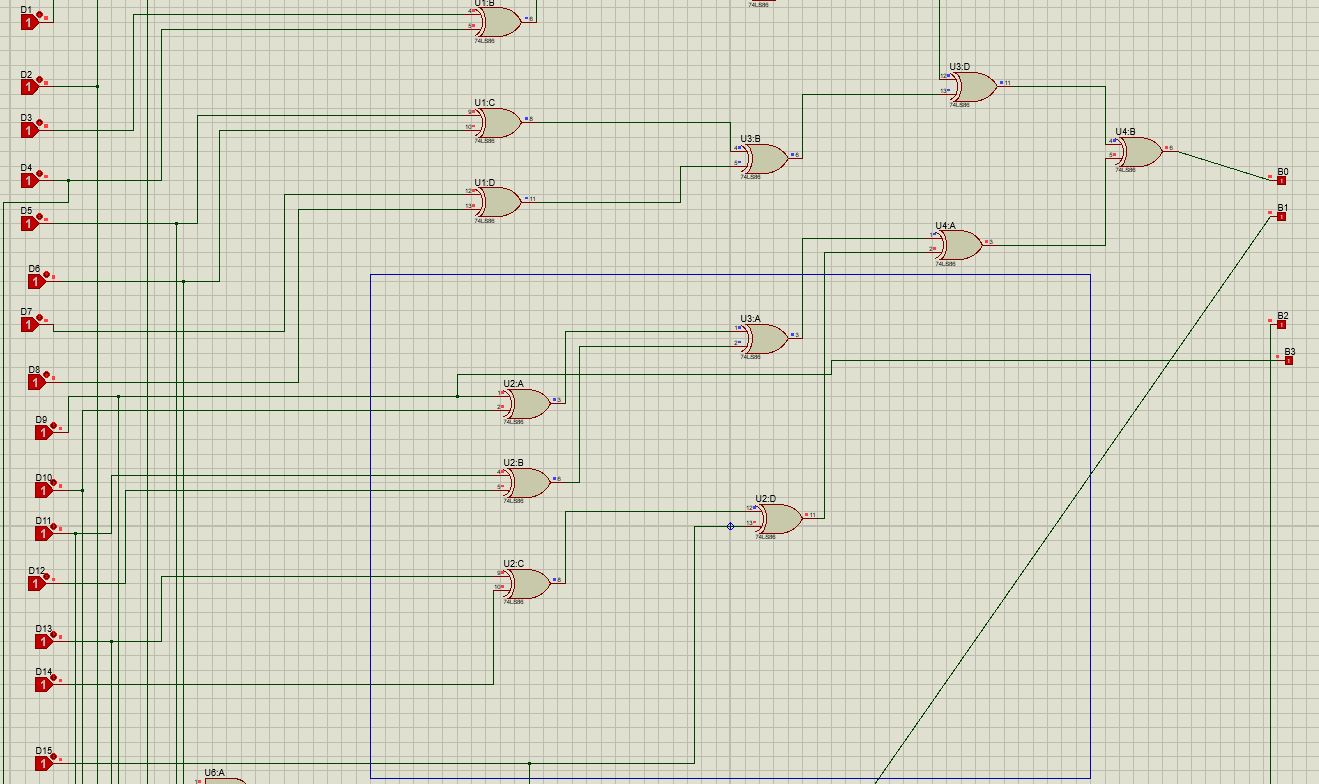 D1
1
U1:B
4
5
6
74LS86
74LS86
D2
1
U3:D
12
13
11
74LS86
D3
1
U1:C
9
10
8
74LS86
U3:B
4
5
6
74LS86
U4:B
4
5
6
74LS86
D4
1
B0
1
U1:D
12
13
11
74LS86
D5
1
B1
1
U4:A
1
2
3
74LS86
D6
1
D7
1
U3:A
1
2
3
74LS86
B2
1
B3
1
D8
1
U2:A
1
2
3
74LS86
D9
1
U2:B
4
5
6
74LS86
D10
1
U2:D
12
13
11
74LS86
D11
1
D12
1
U2:C
9
10
8
74LS86
D13
1
D14
1
D15
1
U6:A
1